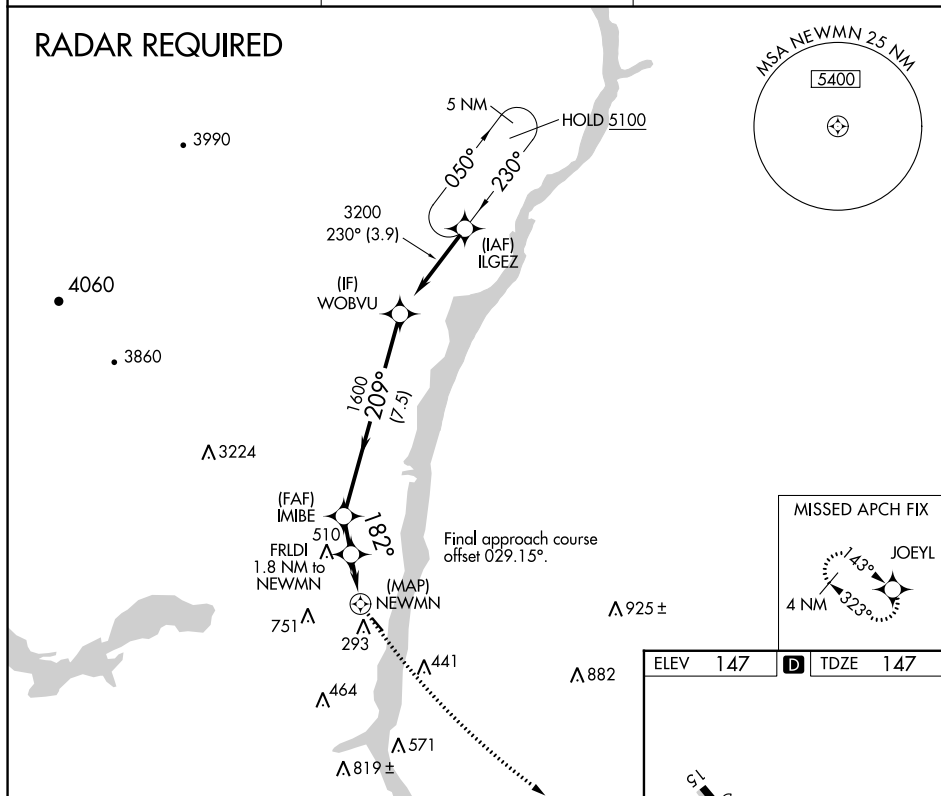 RADAR REQUIRED
MSA NEWMN 25 NM
5400
5 NM
HOLD 5100
3990
050°
230°
3200
230° (3.9)
(IAF)
ILGEZ
4060
(IF)
WOBVU
3860
1600
209°
(7.5)
3224
(FAF)
IMIBE
182°
510
FRLDI
1.8 NM to
NEWMN
Final approach course
offset 029.15°.
(MAP)
NEWMN
MISSED APCH FIX
JOEYL
143°
323°
4 NM
751
293
925 ±
441
882
464
571
819 ±
ELEV 147 D TDZE 147
15